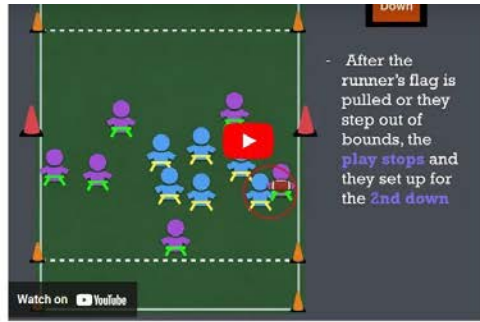 Down
- After the
runner's flag is
pulled or they
step out of
bounds, the
play stops and
they set up for
the 2nd down
Watch on YouTube